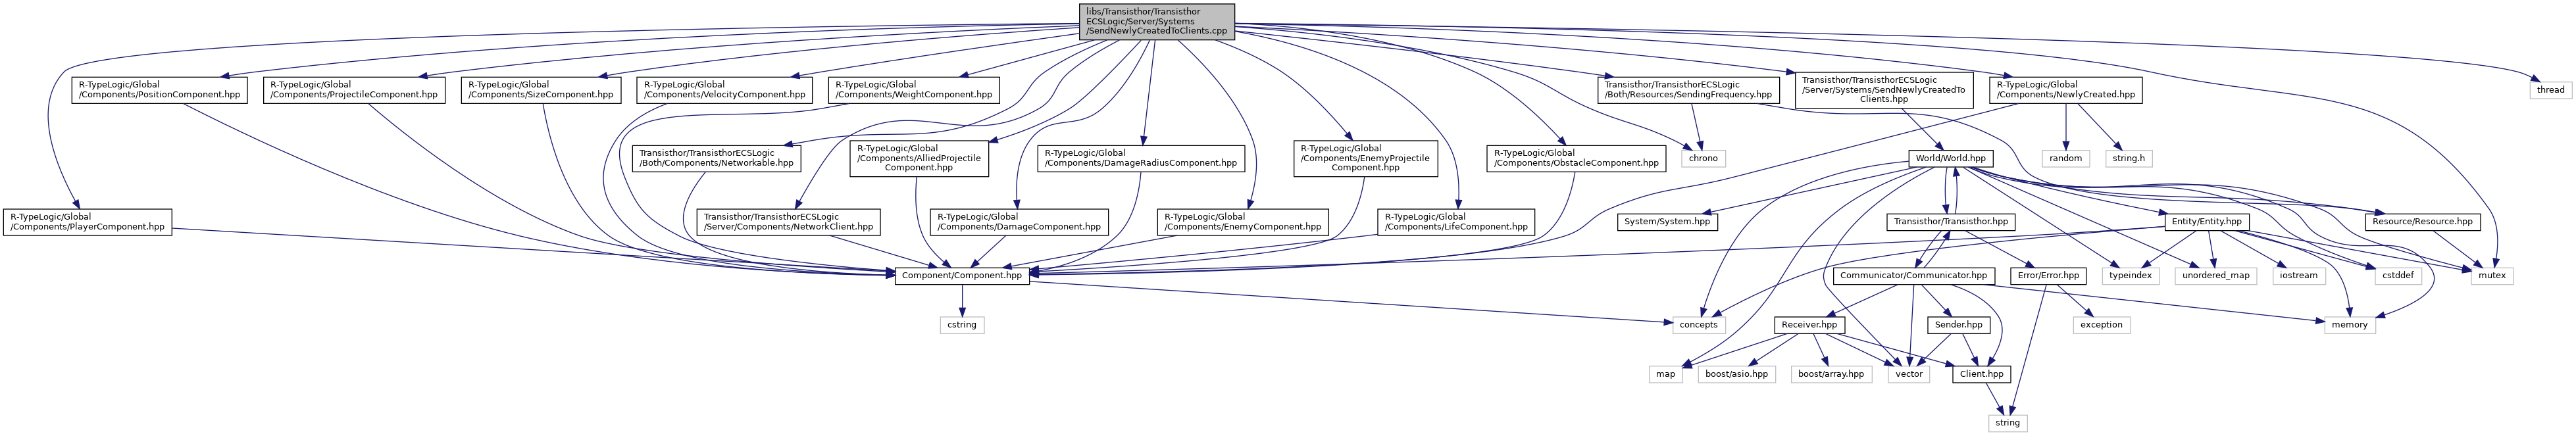 libs/Transisthor/Transisthor
ECSLogic/Server/Systems
/SendNewlyCreatedToClients.cpp
R-TypeLogic/Global
/Components/PositionComponent.hpp
R-TypeLogic/Global
/Components/ProjectileComponent.hpp
R-TypeLogic/Global
/Components/SizeComponent.hpp
R-TypeLogic/Global
/Components/VelocityComponent.hpp
R-TypeLogic/Global
/Components/WeightComponent.hpp
Transisthor/TransisthorECSLogic
/Both/Resources/SendingFrequency.hpp
Transisthor/TransisthorECSLogic
/Server/Systems/SendNewlyCreatedTo
Clients.hpp
R-TypeLogic/Global
/Components/NewlyCreated.hpp
thread
Transisthor/TransisthorECSLogic
/Both/Components/Networkable.hpp
R-TypeLogic/Global
/Components/AlliedProjectile
Component.hpp
R-TypeLogic/Global
/Components/DamageRadiusComponent.hpp
R-TypeLogic/Global
/Components/EnemyProjectile
Component.hpp
R-TypeLogic/Global
/Components/ObstacleComponent.hpp
chrono
World/World.hpp
random
string.h
R-TypeLogic/Global
/Components/PlayerComponent.hpp
Transisthor/TransisthorECSLogic
/Server/Components/NetworkClient.hpp
R-TypeLogic/Global
/Components/DamageComponent.hpp
R-TypeLogic/Global
/Components/EnemyComponent.hpp
R-TypeLogic/Global
/Components/LifeComponent.hpp
System/System.hpp
Transisthor/Transisthor.hpp
Entity/Entity.hpp
Resource/Resource.hpp
Component/Component.hpp
Communicator/Communicator.hpp
Error/Error.hpp
typeindex
unordered_map
iostream
cstddef
mutex
cstring
concepts
Receiver.hpp
Sender.hpp
exception
memory
map
boost/asio.hpp
boost/array.hpp
vector
Client.hpp
string